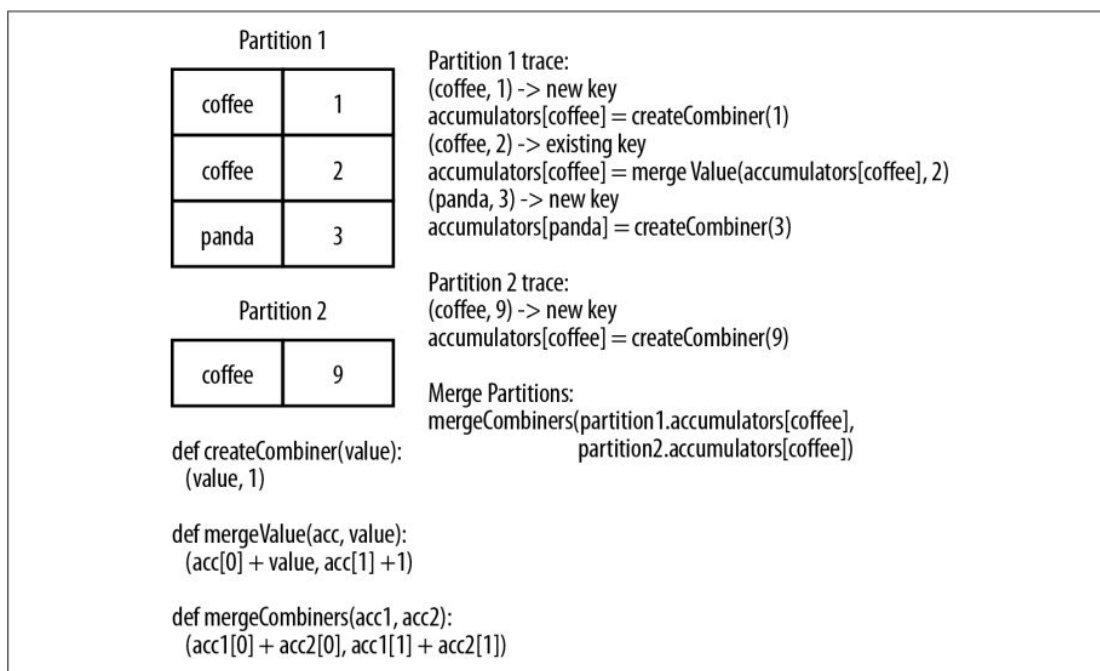 Partition 1
coffee 1
coffee 2
panda 3
Partition 2
coffee 9
def createCombiner(value):
(value, 1)
def mergeValue(acc, value):
(acc[0] + value, acc[1] +1)
def mergeCombiners(acc1, acc2):
(acc1[0] + acc2[0], acc1[1] + acc2[1])
Partition 1 trace:
(coffee, 1) -> new key
accumulators[coffee] = createCombiner(1)
(coffee, 2) -> existing key
accumulators[coffee] = merge Value(accumulators[coffee], 2)
(panda, 3) -> new key
accumulators[panda] = createCombiner(3)
Partition 2 trace:
(coffee, 9) -> new key
accumulators[coffee] = createCombiner(9)
Merge Partitions:
mergeCombiners(partition1.accumulators[coffee],
partition2.accumulators[coffee])